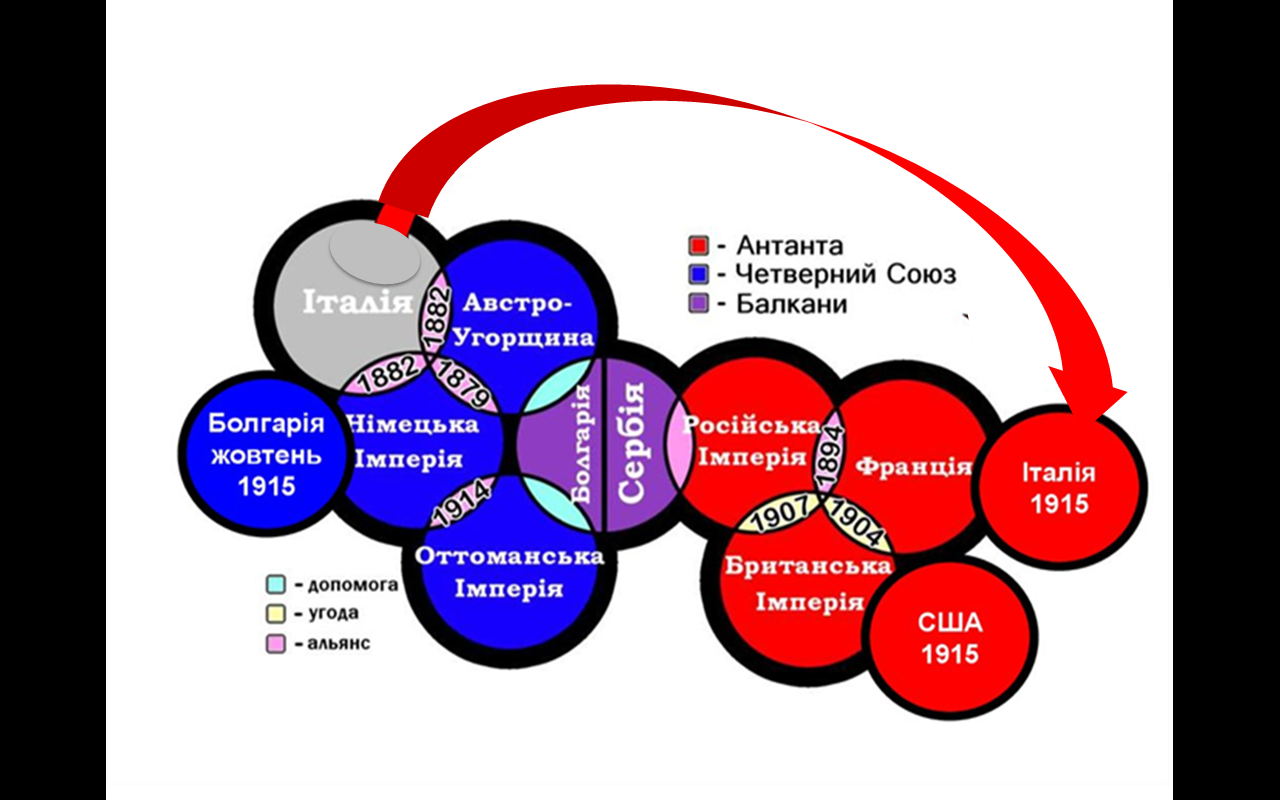 - Антанта
- Четверний Союз
- Балкани
Італія
1882
Австро-
Угорщина
1882
1879
Болгарія
жовтень
1915
Німецька
Імперія
Болгарія
Сербія
Російська
Імперія
1894
Франція
Італія
1915
1914
1907
1904
Оттоманська
Імперія
Британська
Імперія
- допомога
- угода
- альянс
США
1915